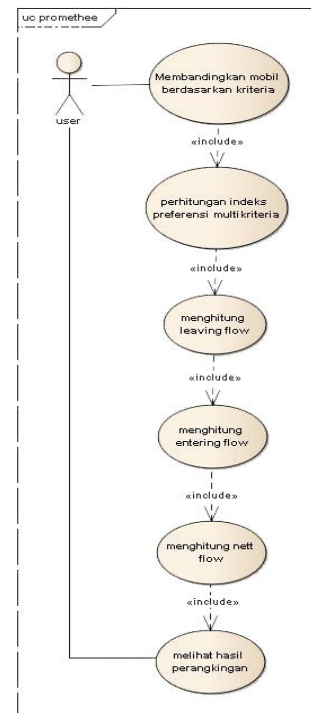 uc promethee
Membandingkan mobil
berdasarkan kriteria
user
«include»
perhitungan indeks
preferensi multikriteria
«include»
menghitung
leaving flow
«include»
menghitung
entering flow
«include»
menghitung nett
flow
«include»
melihat hasil
perangkingan